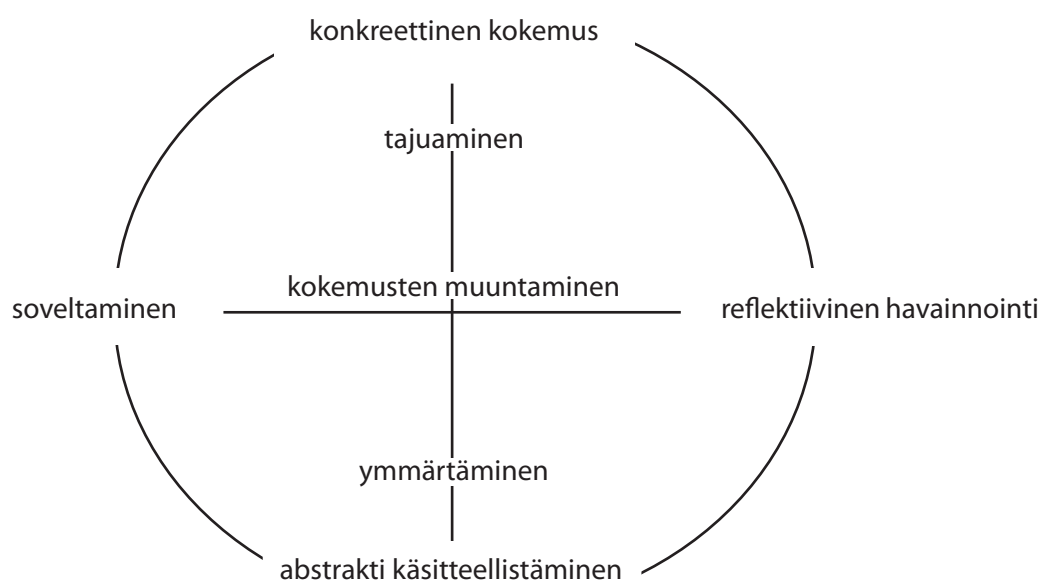 konkreettinen kokemus
tajuaminen
kokemusten muuntaminen
soveltaminen
reflektiivinen havainnointi
ymmärtäminen
abstrakti käsitteellistäminen